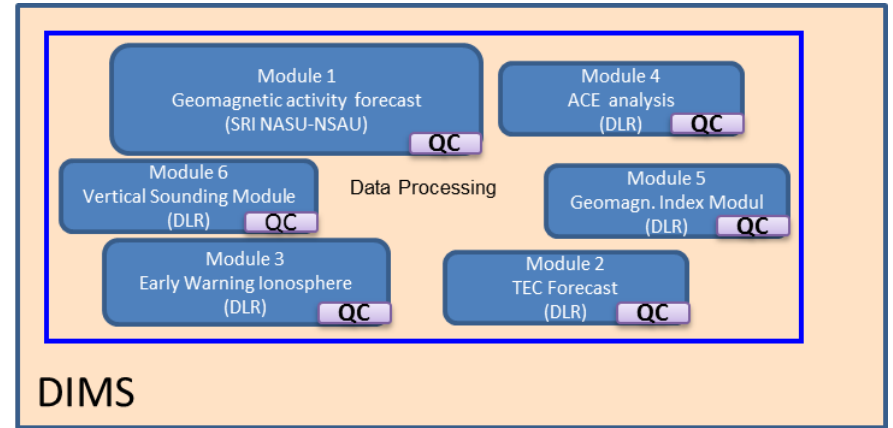 Module 1
Geomagnetic activity forecast
(SRI NASU-NSAU)
QC
Module 4
ACE analysis
(DLR)
QC
Module 6
Vertical Sounding Module
(DLR)
QC
Data Processing
Module 5
Geomagn. Index Modul
(DLR)
QC
Module 3
Early Warning Ionosphere
(DLR)
QC
Module 2
TEC Forecast
(DLR)
QC
DIMS